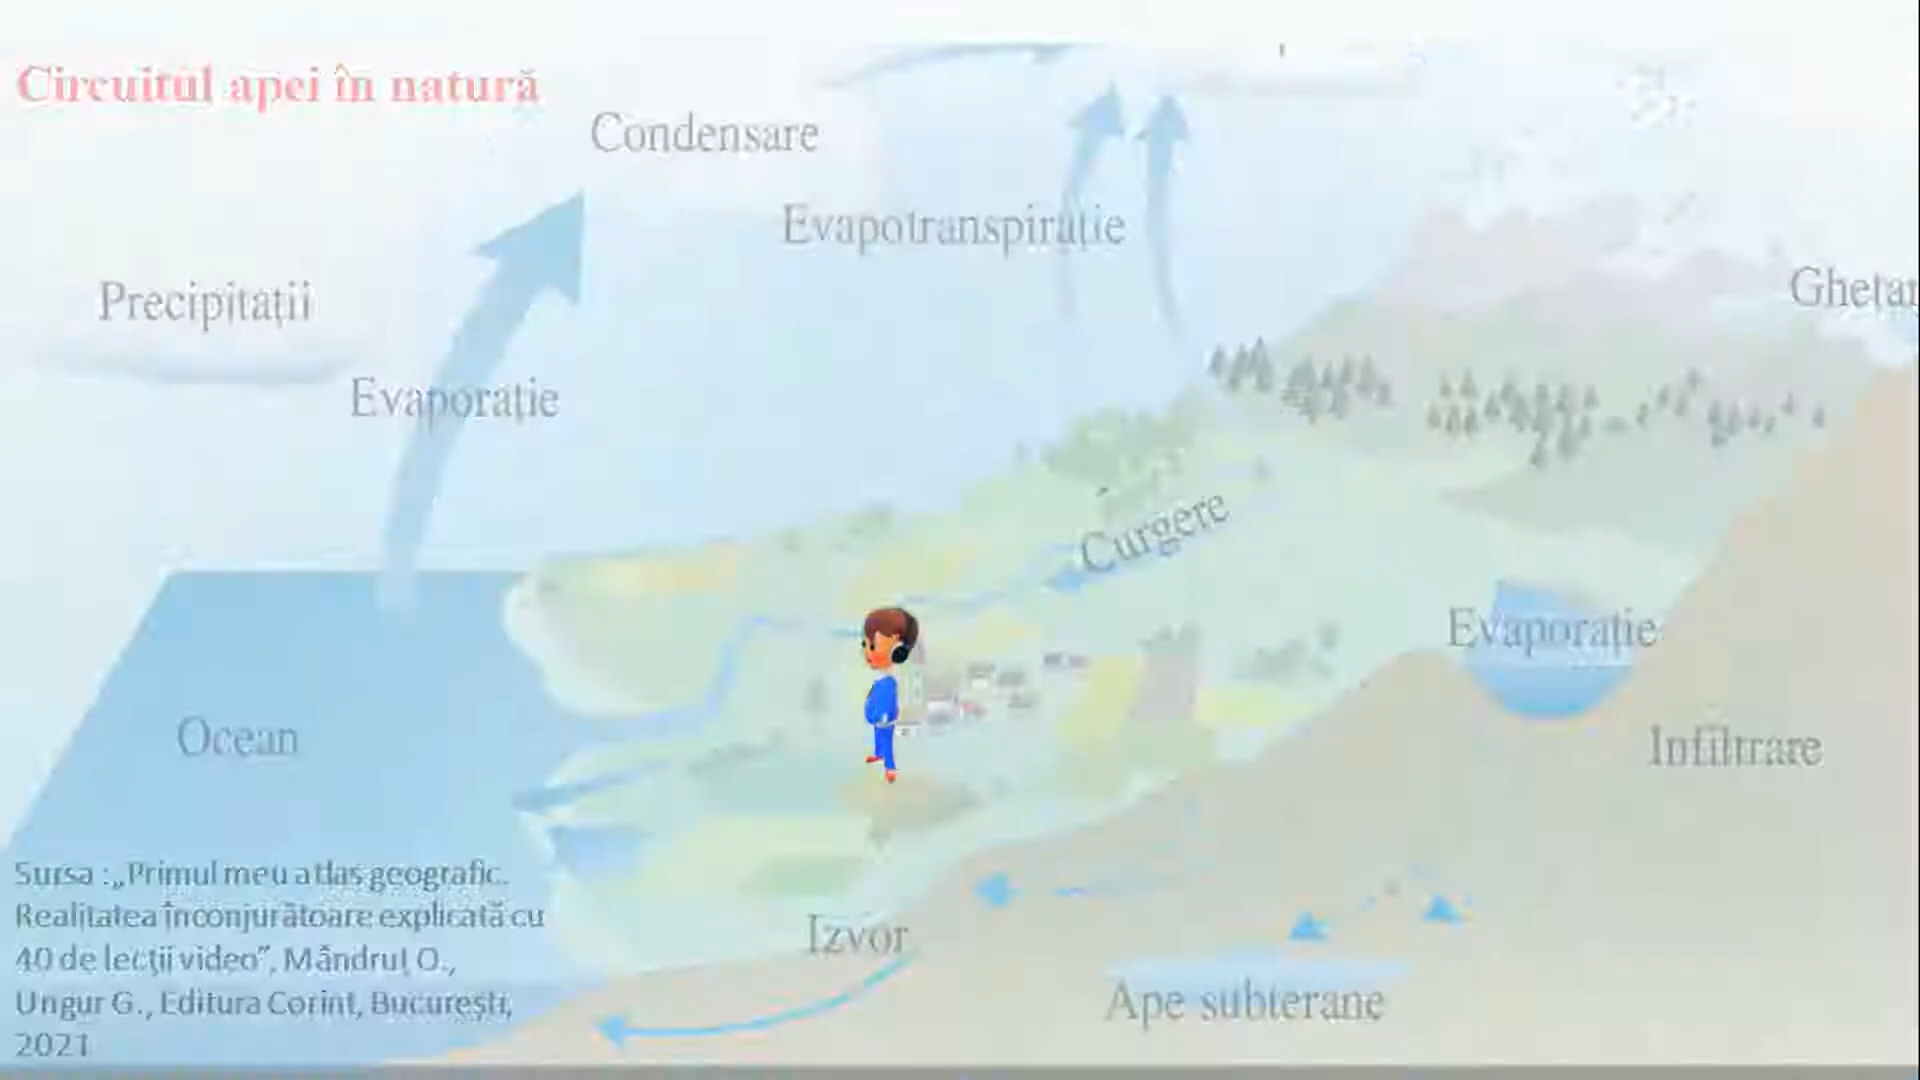 Circuitul apei în natură
Condensare
Evapotranspirație
Precipitații
Ghețar
Evaporație
Curgere
Evaporație
Ocean
Infiltrare
Sursa :„Primul meu atlas geografic.
Realitatea înconjurătoare explicată cu
40 de lecții video”, Mândruț O.,
Ungur G., Editura Corint, București,
2021
Izvor
Ape subterane